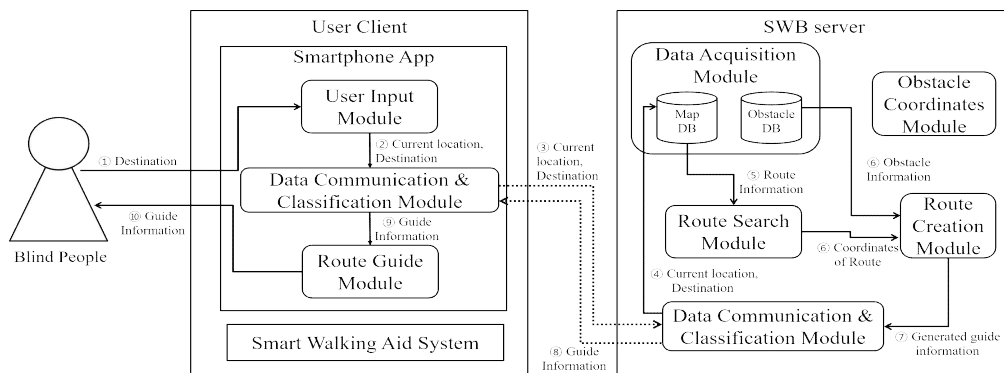 User Client
Smartphone App
User Input
Module
① Destination
② Current location,
Destination
Data Communication &
Classification Module
⑩ Guide
Information
⑨ Guide
Information
Route Guide
Module
Blind People
Smart Walking Aid System
③ Current
location,
Destination
⑧ Guide
Information
SWB server
Data Acquisition
Module
Map
DB
Obstacle
DB
Obstacle
Coordinates
Module
⑤ Route
Information
⑥ Obstacle
Information
Route Search
Module
⑥ Coordinates
of Route
Route
Creation
Module
④ Current location,
Destination
Data Communication &
Classification Module
⑦ Generated guide
information